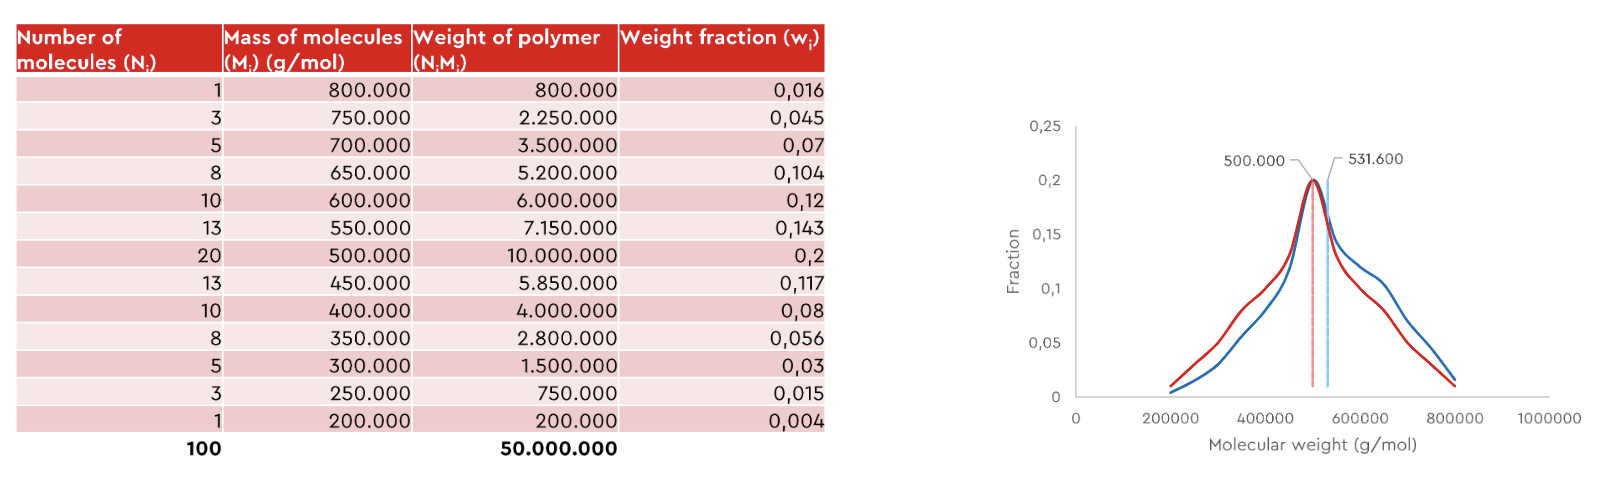 Number of molecules (Nᵢ) Mass of molecules (Mᵢ) (g/mol) Weight of polymer (NᵢMᵢ) Weight fraction (wᵢ)
1 800.000 800.000 0,016
3 750.000 2.250.000 0,045
5 700.000 3.500.000 0,07
8 650.000 5.200.000 0,104
10 600.000 6.000.000 0,12
13 550.000 7.150.000 0,143
20 500.000 10.000.000 0,2
13 450.000 5.850.000 0,117
10 400.000 4.000.000 0,08
8 350.000 2.800.000 0,056
5 300.000 1.500.000 0,03
3 250.000 750.000 0,015
1 200.000 200.000 0,004
100 50.000.000
0,25
500.000 531.600
0,2
0,15
0,1
0,05
0
Fraction
0 200000 400000 600000 800000 1000000
Molecular weight (g/mol)